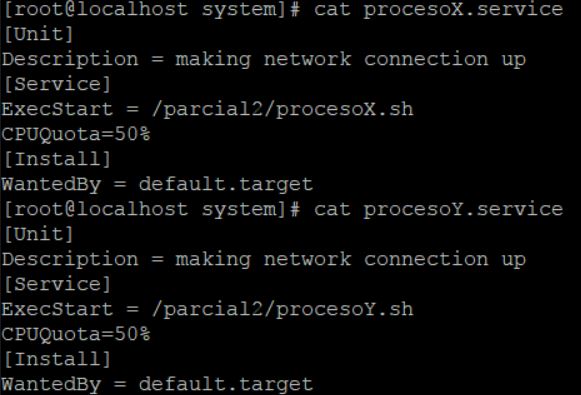 [root@localhost system]# cat procesoX.service
[Unit]
Description = making network connection up
[Service]
ExecStart = /parcial2/procesoX.sh
CPUQuota=50%
[Install]
WantedBy = default.target
[root@localhost system]# cat procesoY.service
[Unit]
Description = making network connection up
[Service]
ExecStart = /parcial2/procesoY.sh
CPUQuota=50%
[Install]
WantedBy = default.target